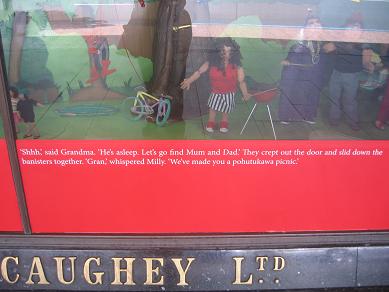 'Shhh,' said Grandma. 'He's asleep. Let's go find Mum and Dad.' They crept out the door and slid down the
banisters together. 'Gran,' whispered Milly. 'We've made you a pohutukawa picnic.'
CAUGHEY LTD